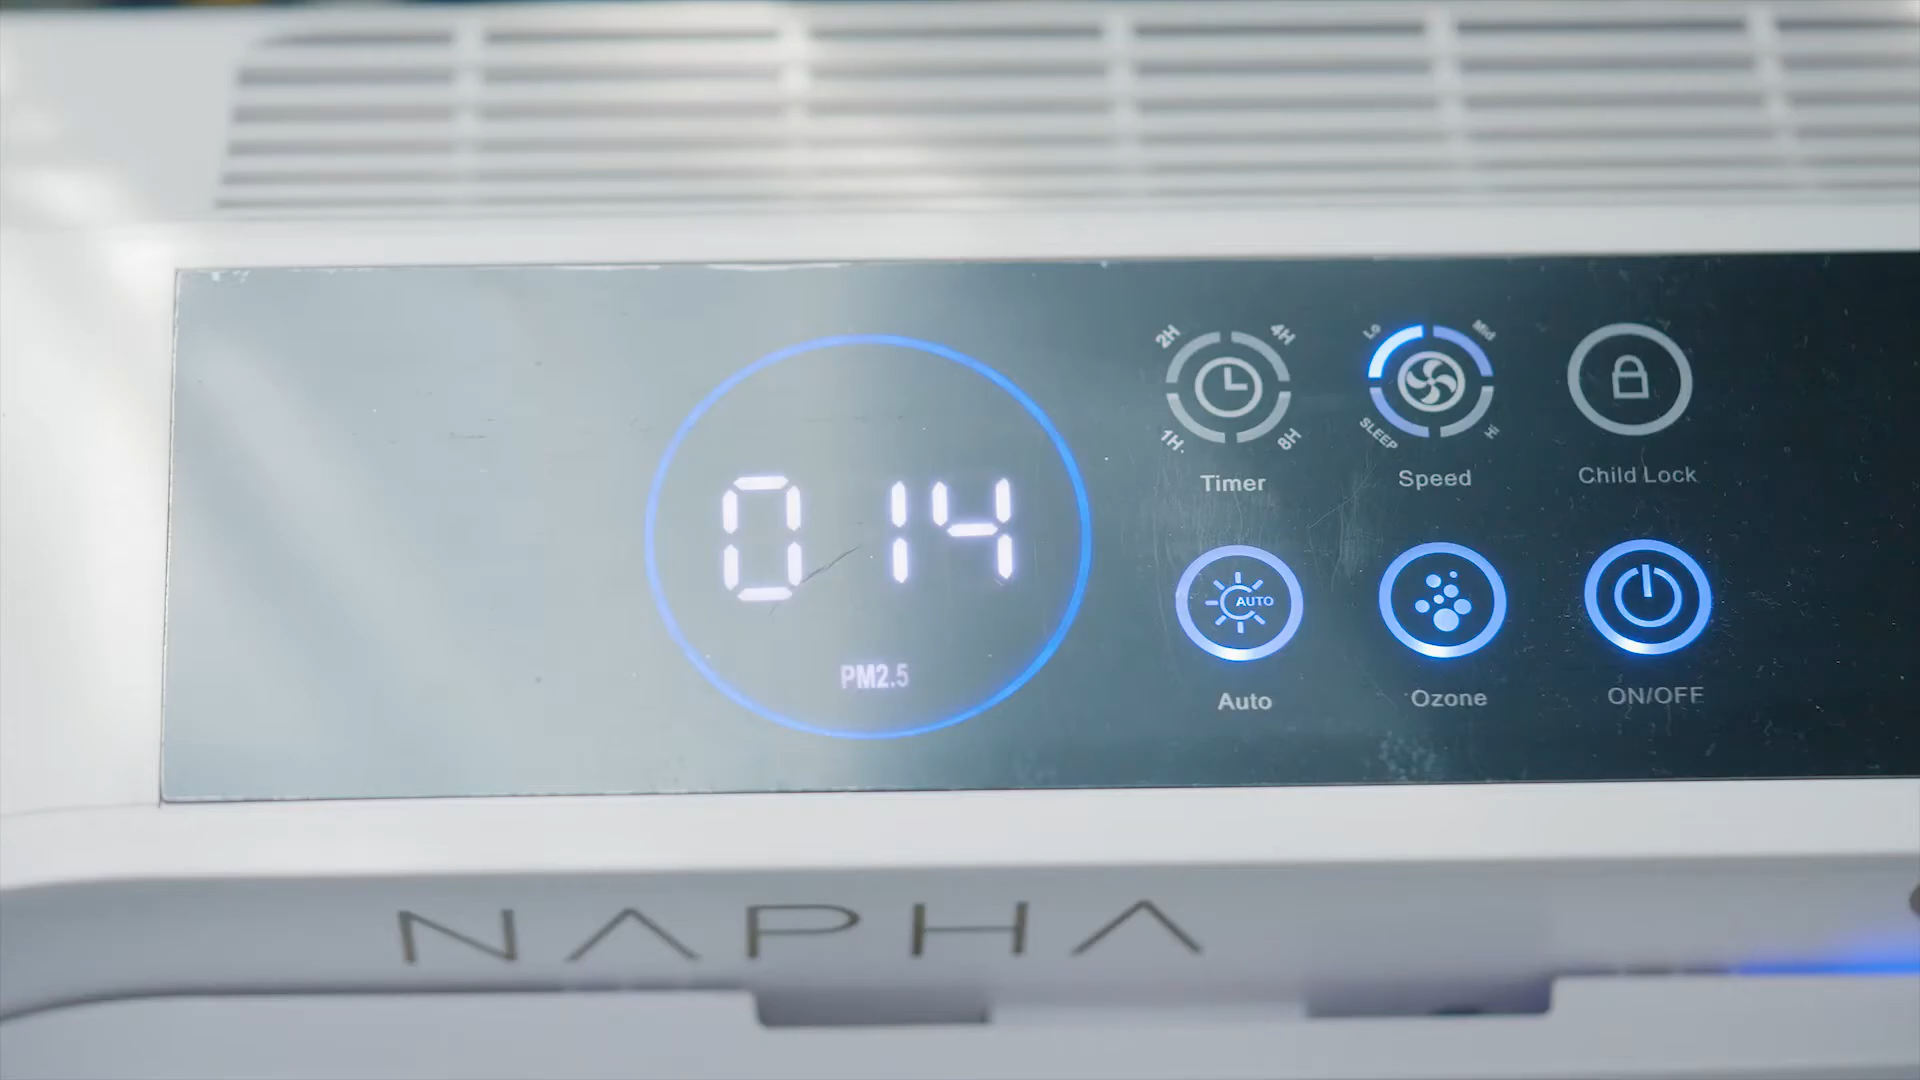 2H
4H
1H
8H
Timer
Lo
Mid
SLEEP
Hi
Speed
Child Lock
014
PM2.5
AUTO
Auto
Ozone
ON/OFF
NAPHA